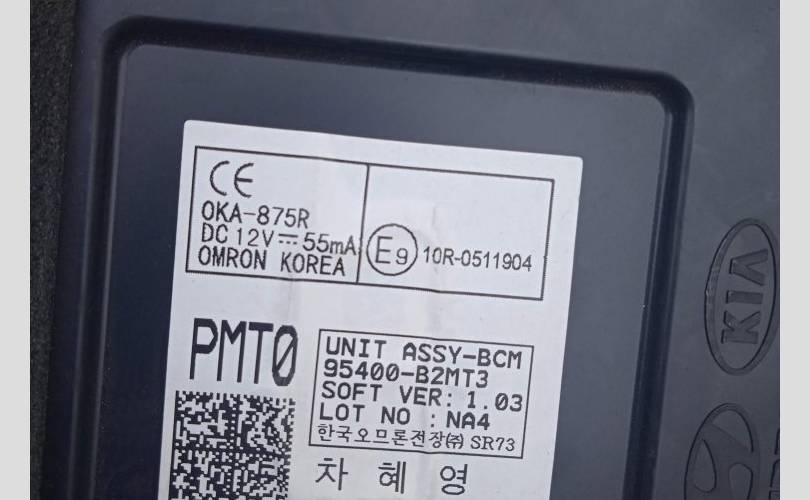 CE
OKA-875R
DC 12V ⎓ 55mA
OMRON KOREA
E9 10R-0511904
PMT0
UNIT ASSY-BCM
95400-B2MT3
SOFT VER: 1.03
LOT NO : NA4
한국오므론전장㈜ SR73
차 혜 영
KIA